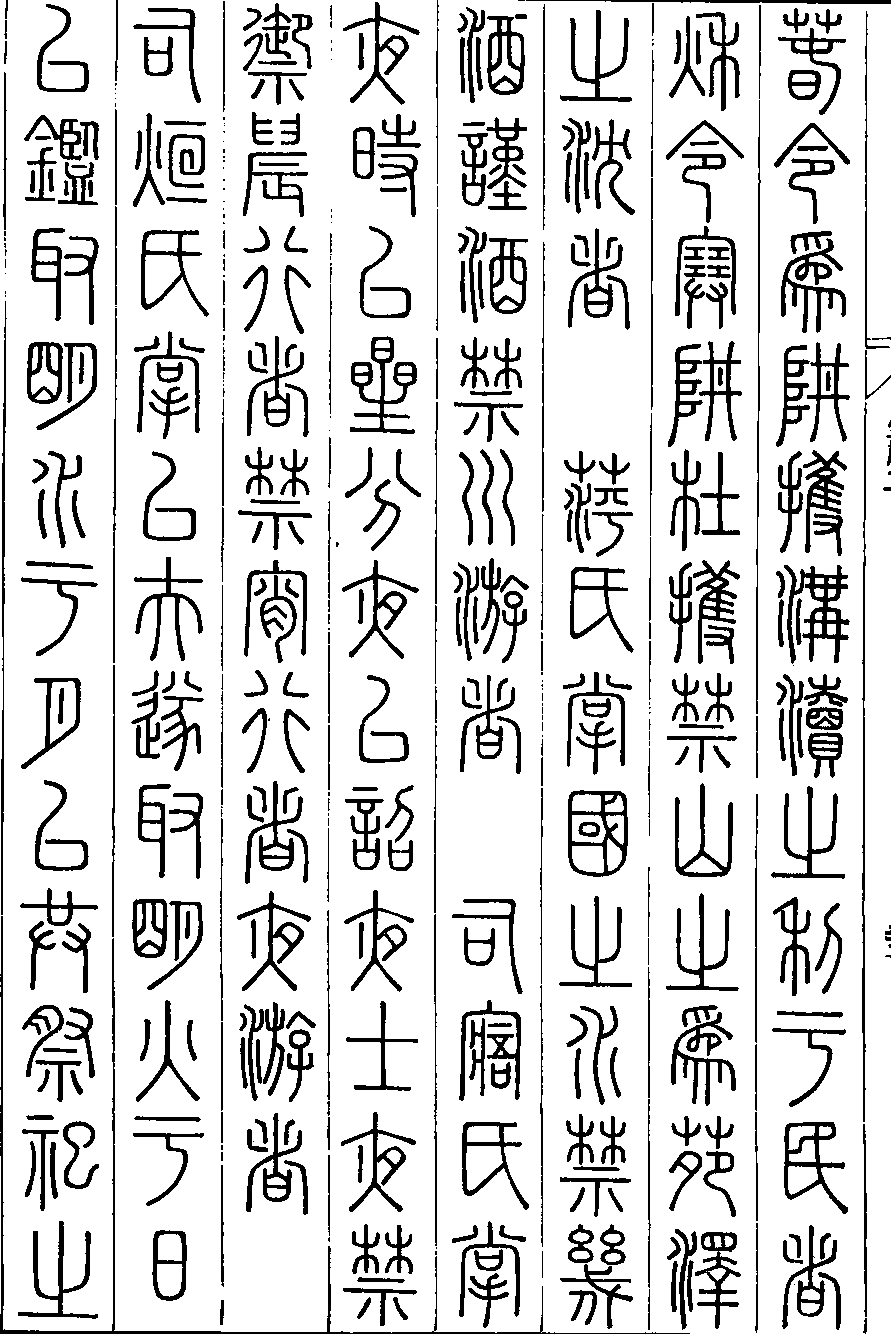 春令為阱擭溝瀆之利于民者
秋令塞阱杜擭禁山之為苑澤
之沈者　萍氏掌國之水禁幾
酒謹酒禁川游者　司寤氏掌
夜時以星分夜以詔夜士夜禁
禦晨行者禁宵行者夜游者
司烜氏掌以夫遂取明火于日
以鑑取明水于月以共祭祀之